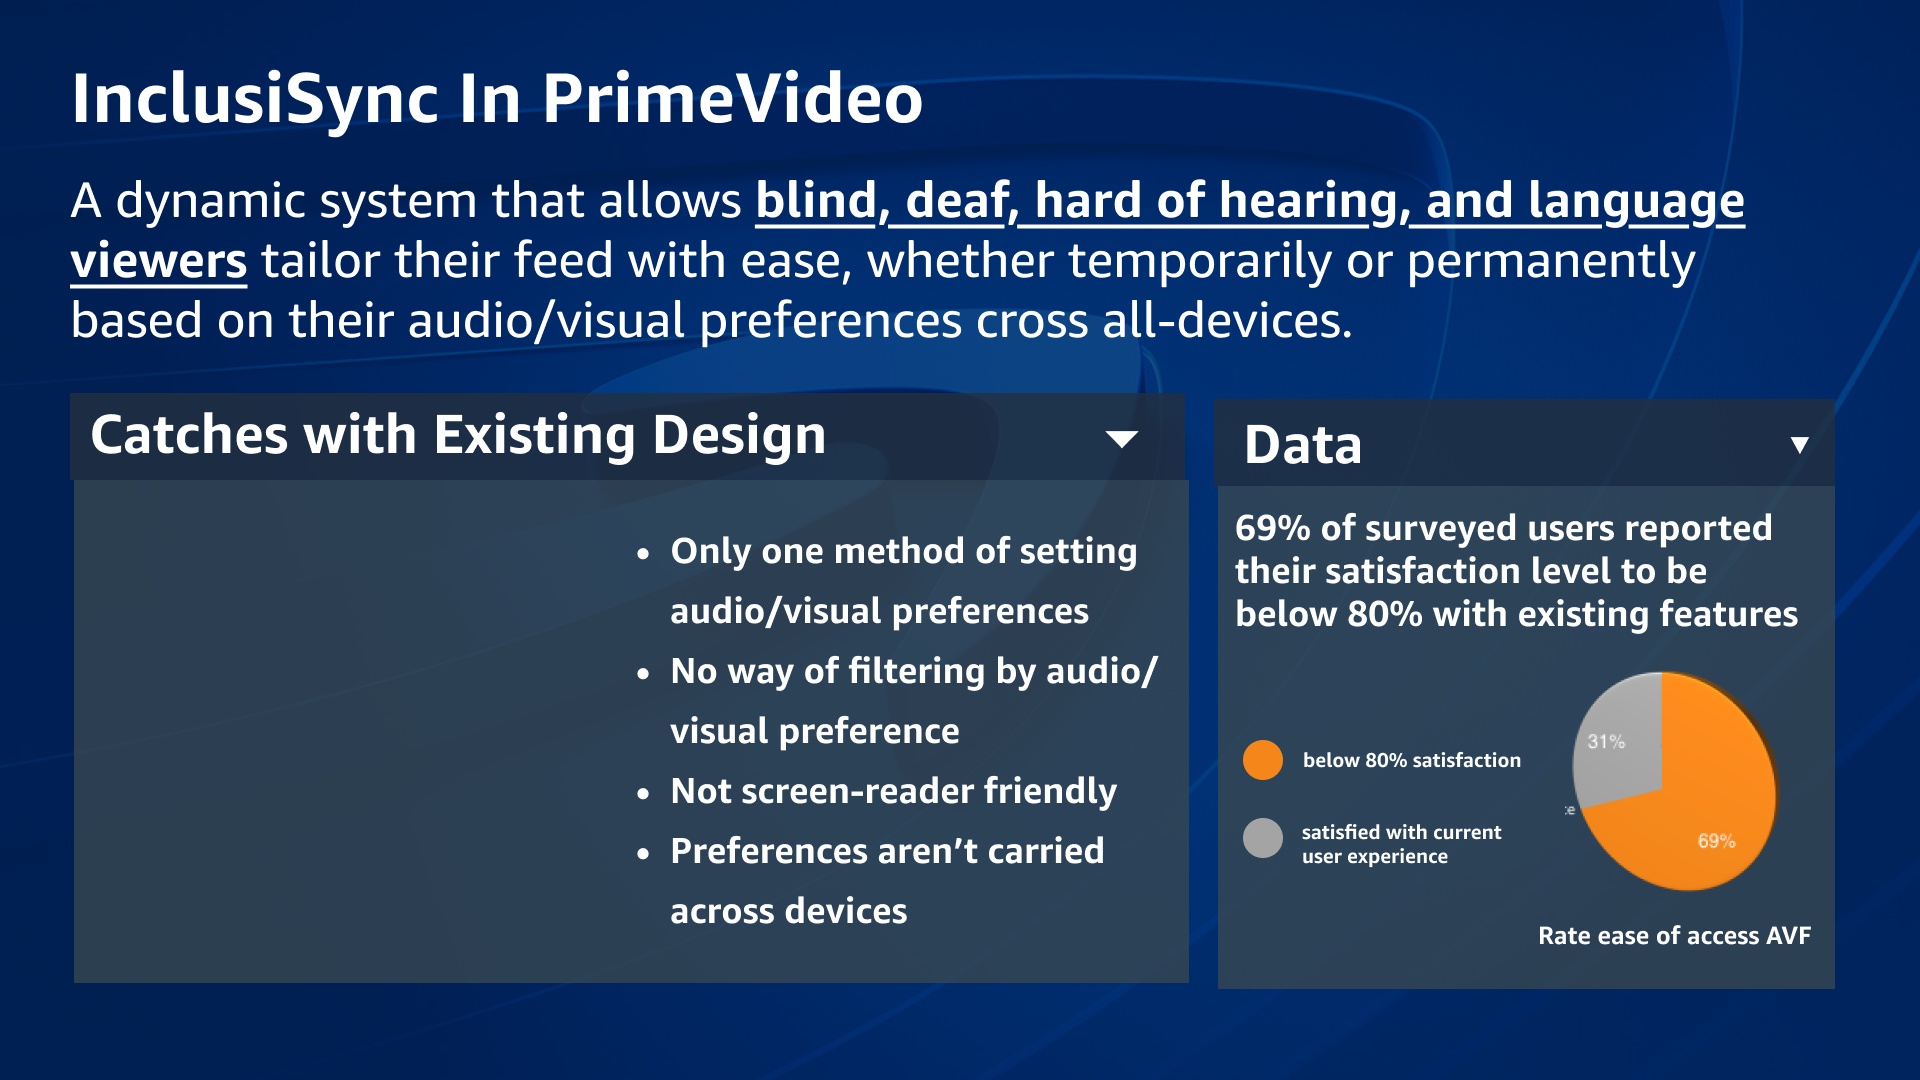 InclusiSync In PrimeVideo
A dynamic system that allows blind, deaf, hard of hearing, and language
viewers tailor their feed with ease, whether temporarily or permanently
based on their audio/visual preferences cross all-devices.
Catches with Existing Design
• Only one method of setting
audio/visual preferences
• No way of filtering by audio/
visual preference
• Not screen-reader friendly
• Preferences aren’t carried
across devices
Data
69% of surveyed users reported
their satisfaction level to be
below 80% with existing features
below 80% satisfaction
satisfied with current
user experience
31%
69%
Rate ease of access AVF